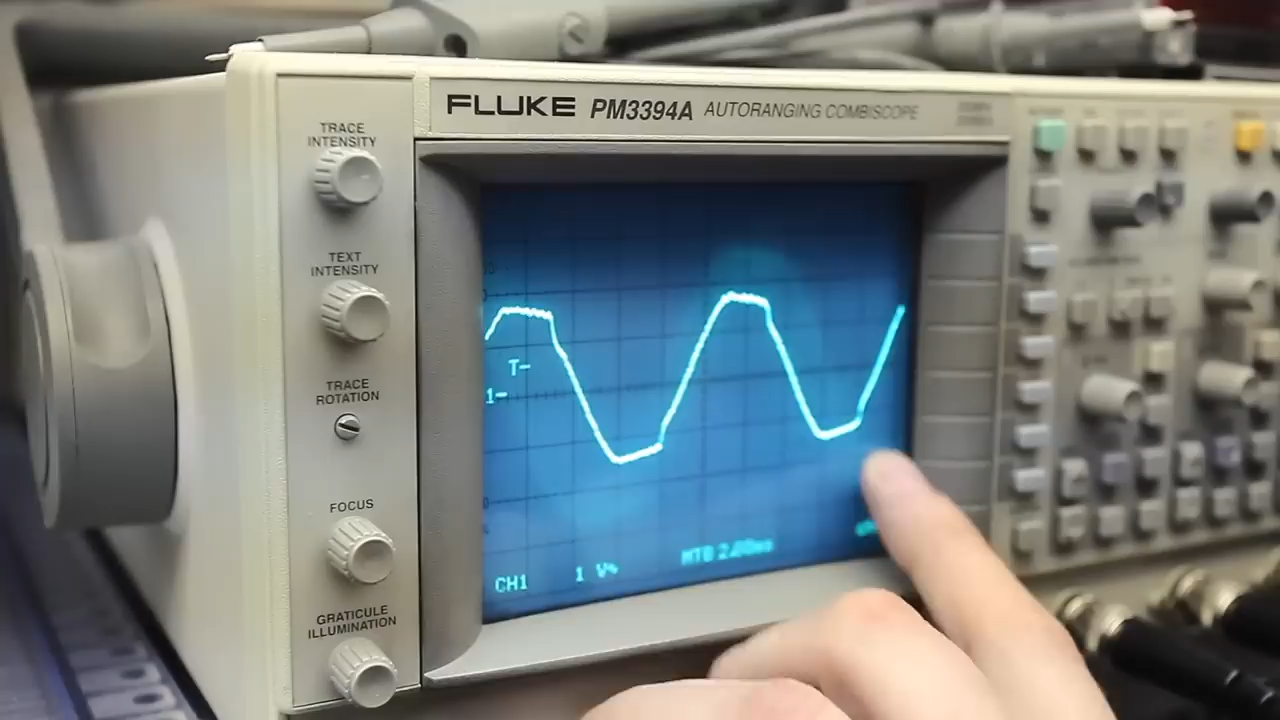 FLUKE PM3394A AUTORANGING COMBISCOPE
TRACE
INTENSITY
TEXT
INTENSITY
TRACE
ROTATION
FOCUS
GRATICULE
ILLUMINATION
T-
1-
CH1 1 V~ MTB 2.00ms